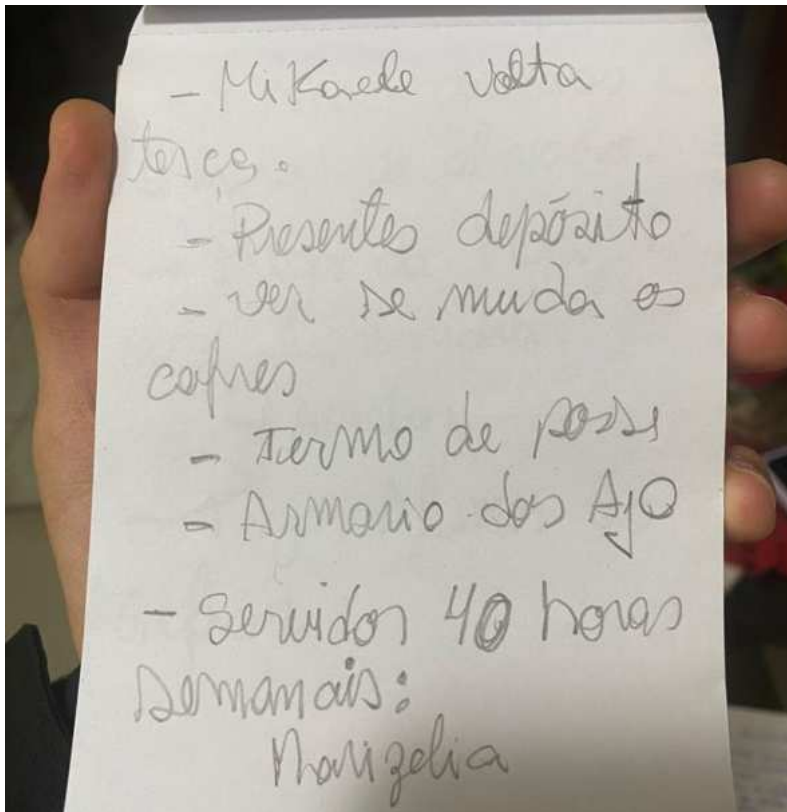 - Mikaele volta
terça.
- Presentes depósito
- ver se muda os
cofres
- Termo de posse
- Armario dos AJO
- Servidor 40 horas
semanais:
Marizelia